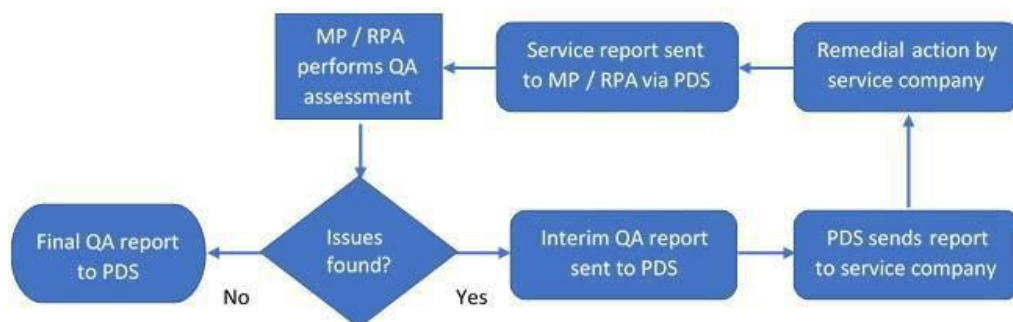 MP / RPA
performs QA
assessment
Service report sent
to MP / RPA via PDS
Remedial action by
service company
Final QA report
to PDS
Issues
found?
Interim QA report
sent to PDS
PDS sends report
to service company
No
Yes